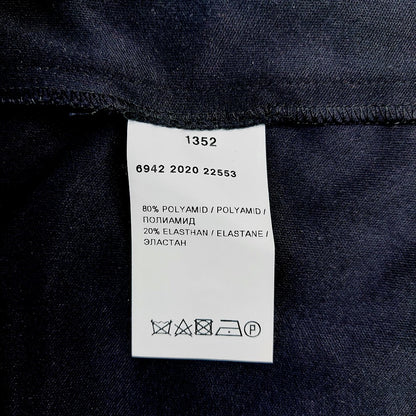 1352
6942 2020 22553
80% POLYAMID / POLYAMID /
ПОЛИАМИД
20% ELASTHAN / ELASTANE /
ЭЛАСТАН
P